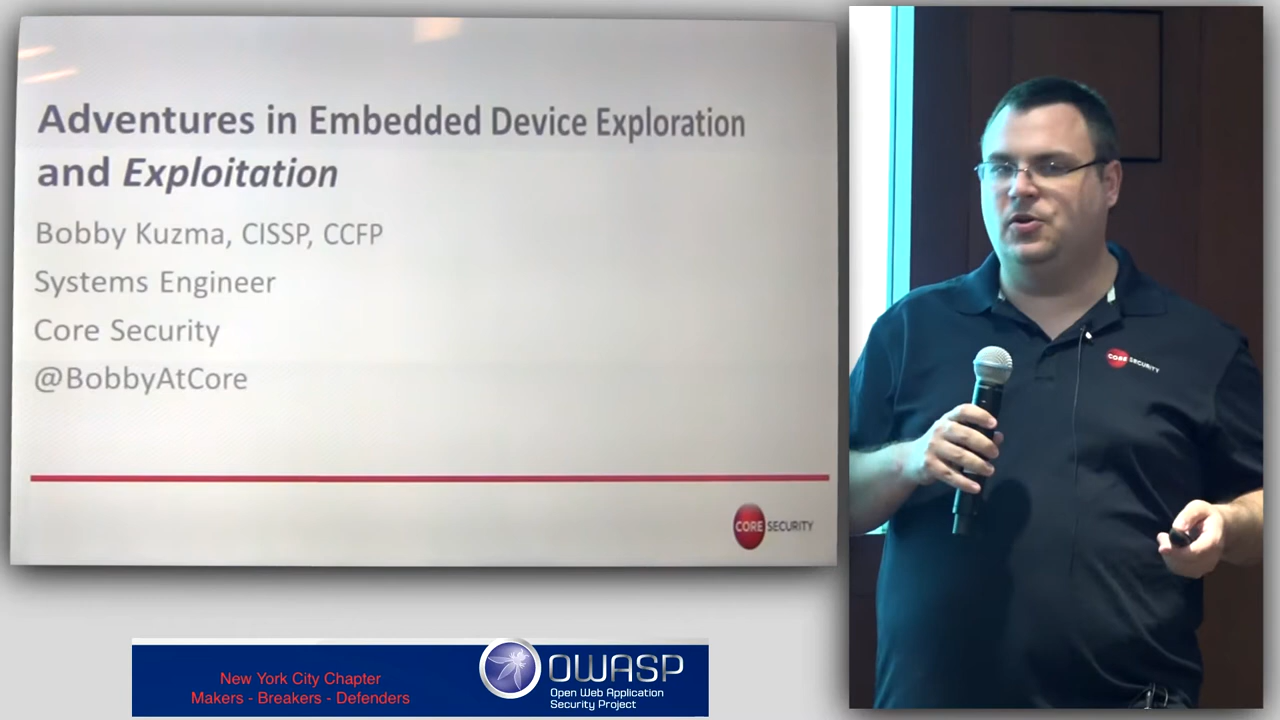 Adventures in Embedded Device Exploration
and Exploitation
Bobby Kuzma, CISSP, CCFP
Systems Engineer
Core Security
@BobbyAtCore
CORE SECURITY
CORE SECURITY
New York City Chapter
Makers - Breakers - Defenders
OWASP
Open Web Application
Security Project